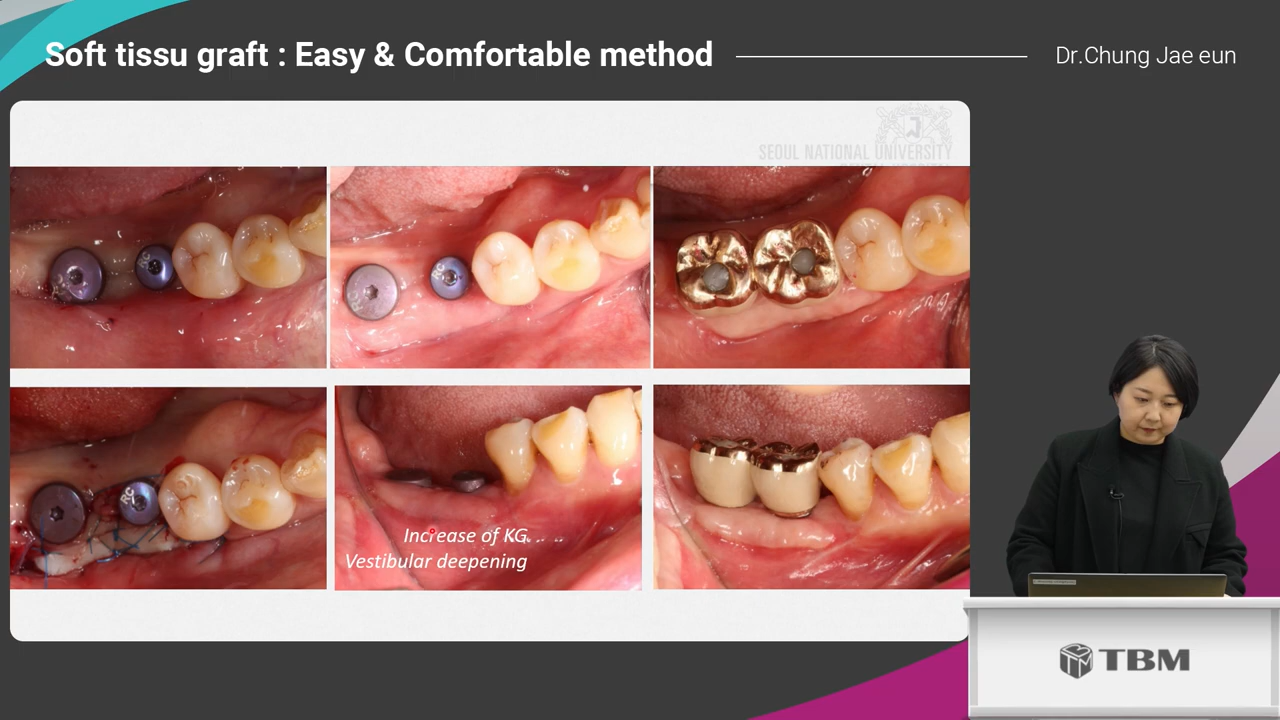 Soft tissu graft : Easy & Comfortable method
Dr.Chung Jae eun
SEOUL NATIONAL UNIVERSITY
Increase of KG
Vestibular deepening
TBM